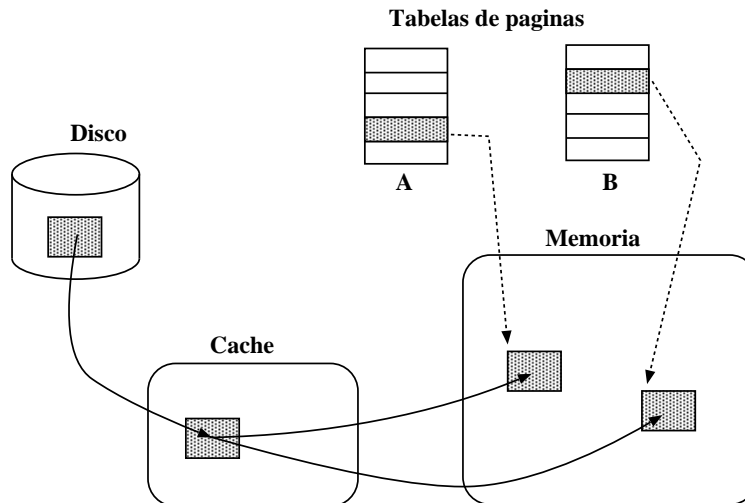 Tabelas de paginas
Disco
A
B
Memoria
Cache